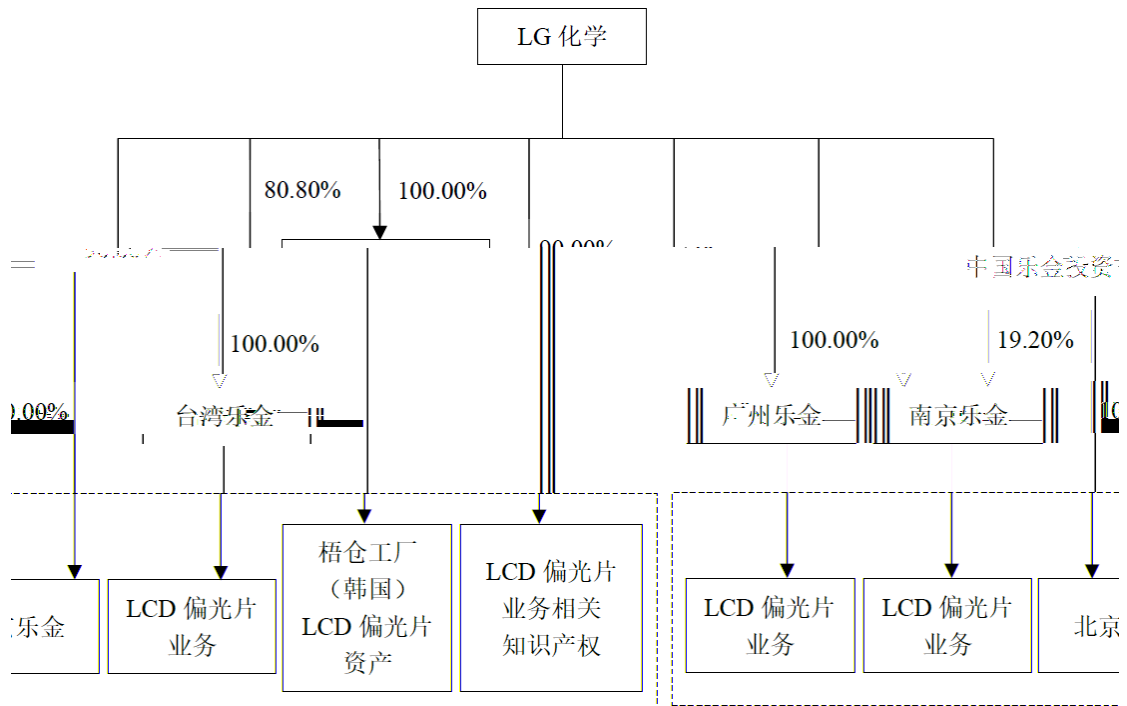 LG 化学
80.80%
100.00%
中国乐金投资
100.00%
100.00%
19.20%
台湾乐金
广州乐金
南京乐金
乐金
LCD 偏光片
业务
梧仓工厂
（韩国）
LCD 偏光片
资产
LCD 偏光片
业务相关
知识产权
LCD 偏光片
业务
LCD 偏光片
业务
北京